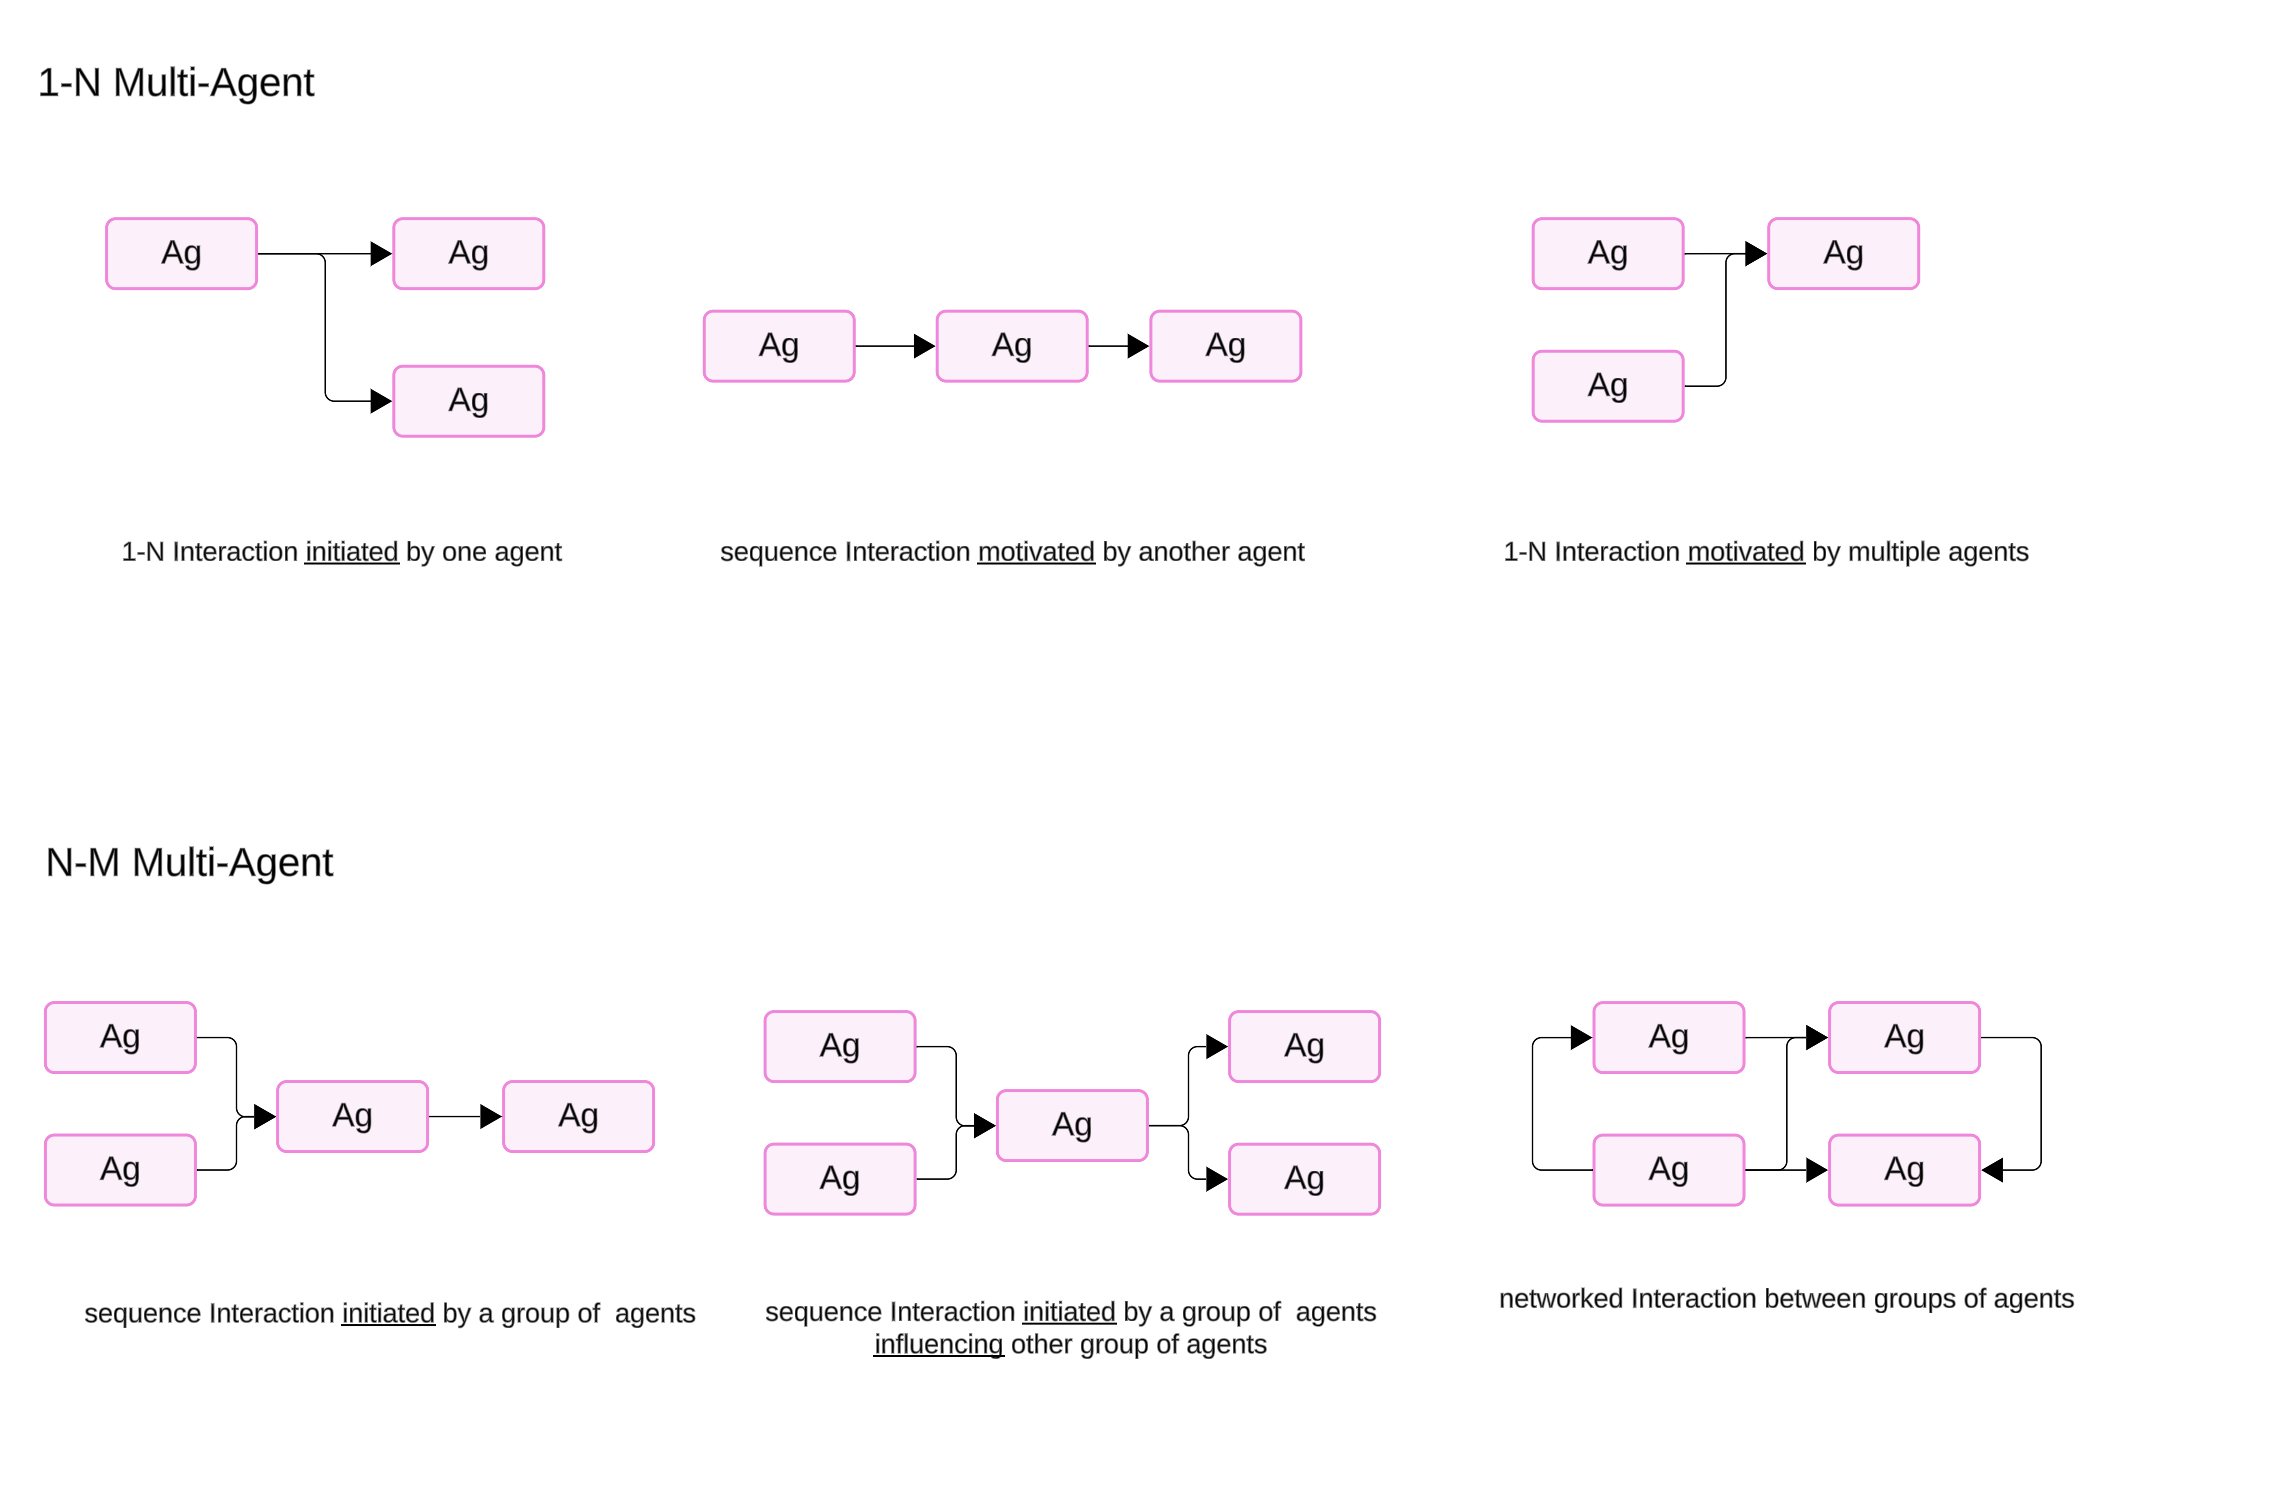 1-N Multi-Agent
Ag
Ag
Ag
Ag
Ag
Ag
Ag
Ag
Ag
1-N Interaction initiated by one agent
sequence Interaction motivated by another agent
1-N Interaction motivated by multiple agents
N-M Multi-Agent
Ag
Ag
Ag
Ag
Ag
Ag
Ag
Ag
Ag
Ag
Ag
Ag
Ag
sequence Interaction initiated by a group of  agents
sequence Interaction initiated by a group of  agents
influencing other group of agents
networked Interaction between groups of agents